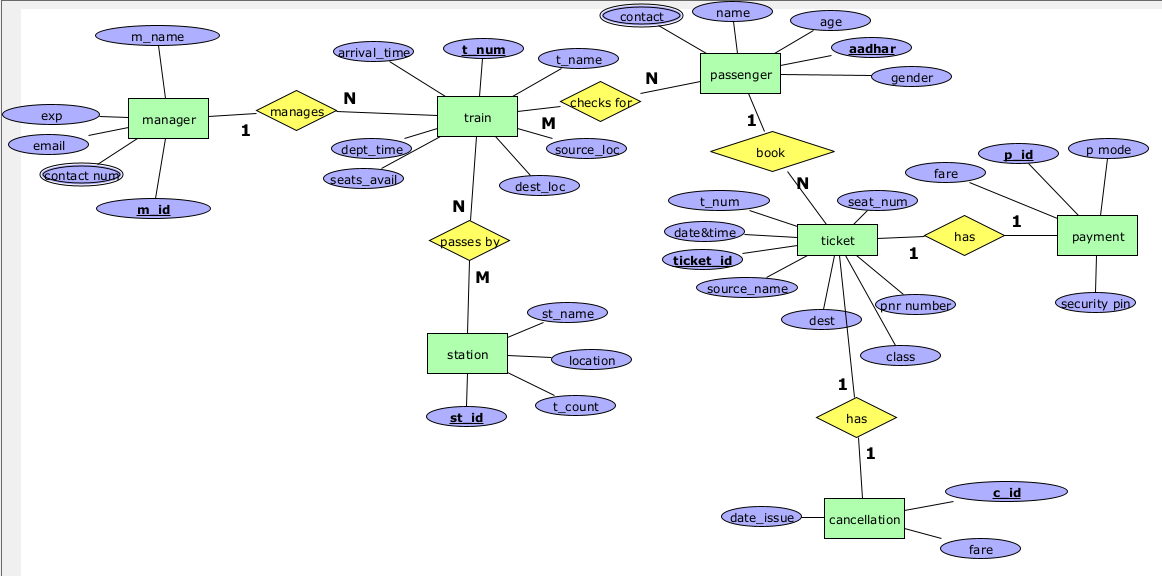 contact
name
age
m_name
arrival_time
t_num
t_name
aadhar
passenger
gender
N
checks for
N
exp
manager
manages
train
M
1
1
email
dept_time
source_loc
book
p_id
p mode
contact num
seats_avail
dest_loc
fare
N
m_id
t_num
seat_num
N
date&time
ticket
has
1
payment
passes by
1
ticket_id
M
source_name
pnr number
security pin
st_name
dest
station
location
class
1
t_count
st_id
has
1
c_id
date_issue
cancellation
fare